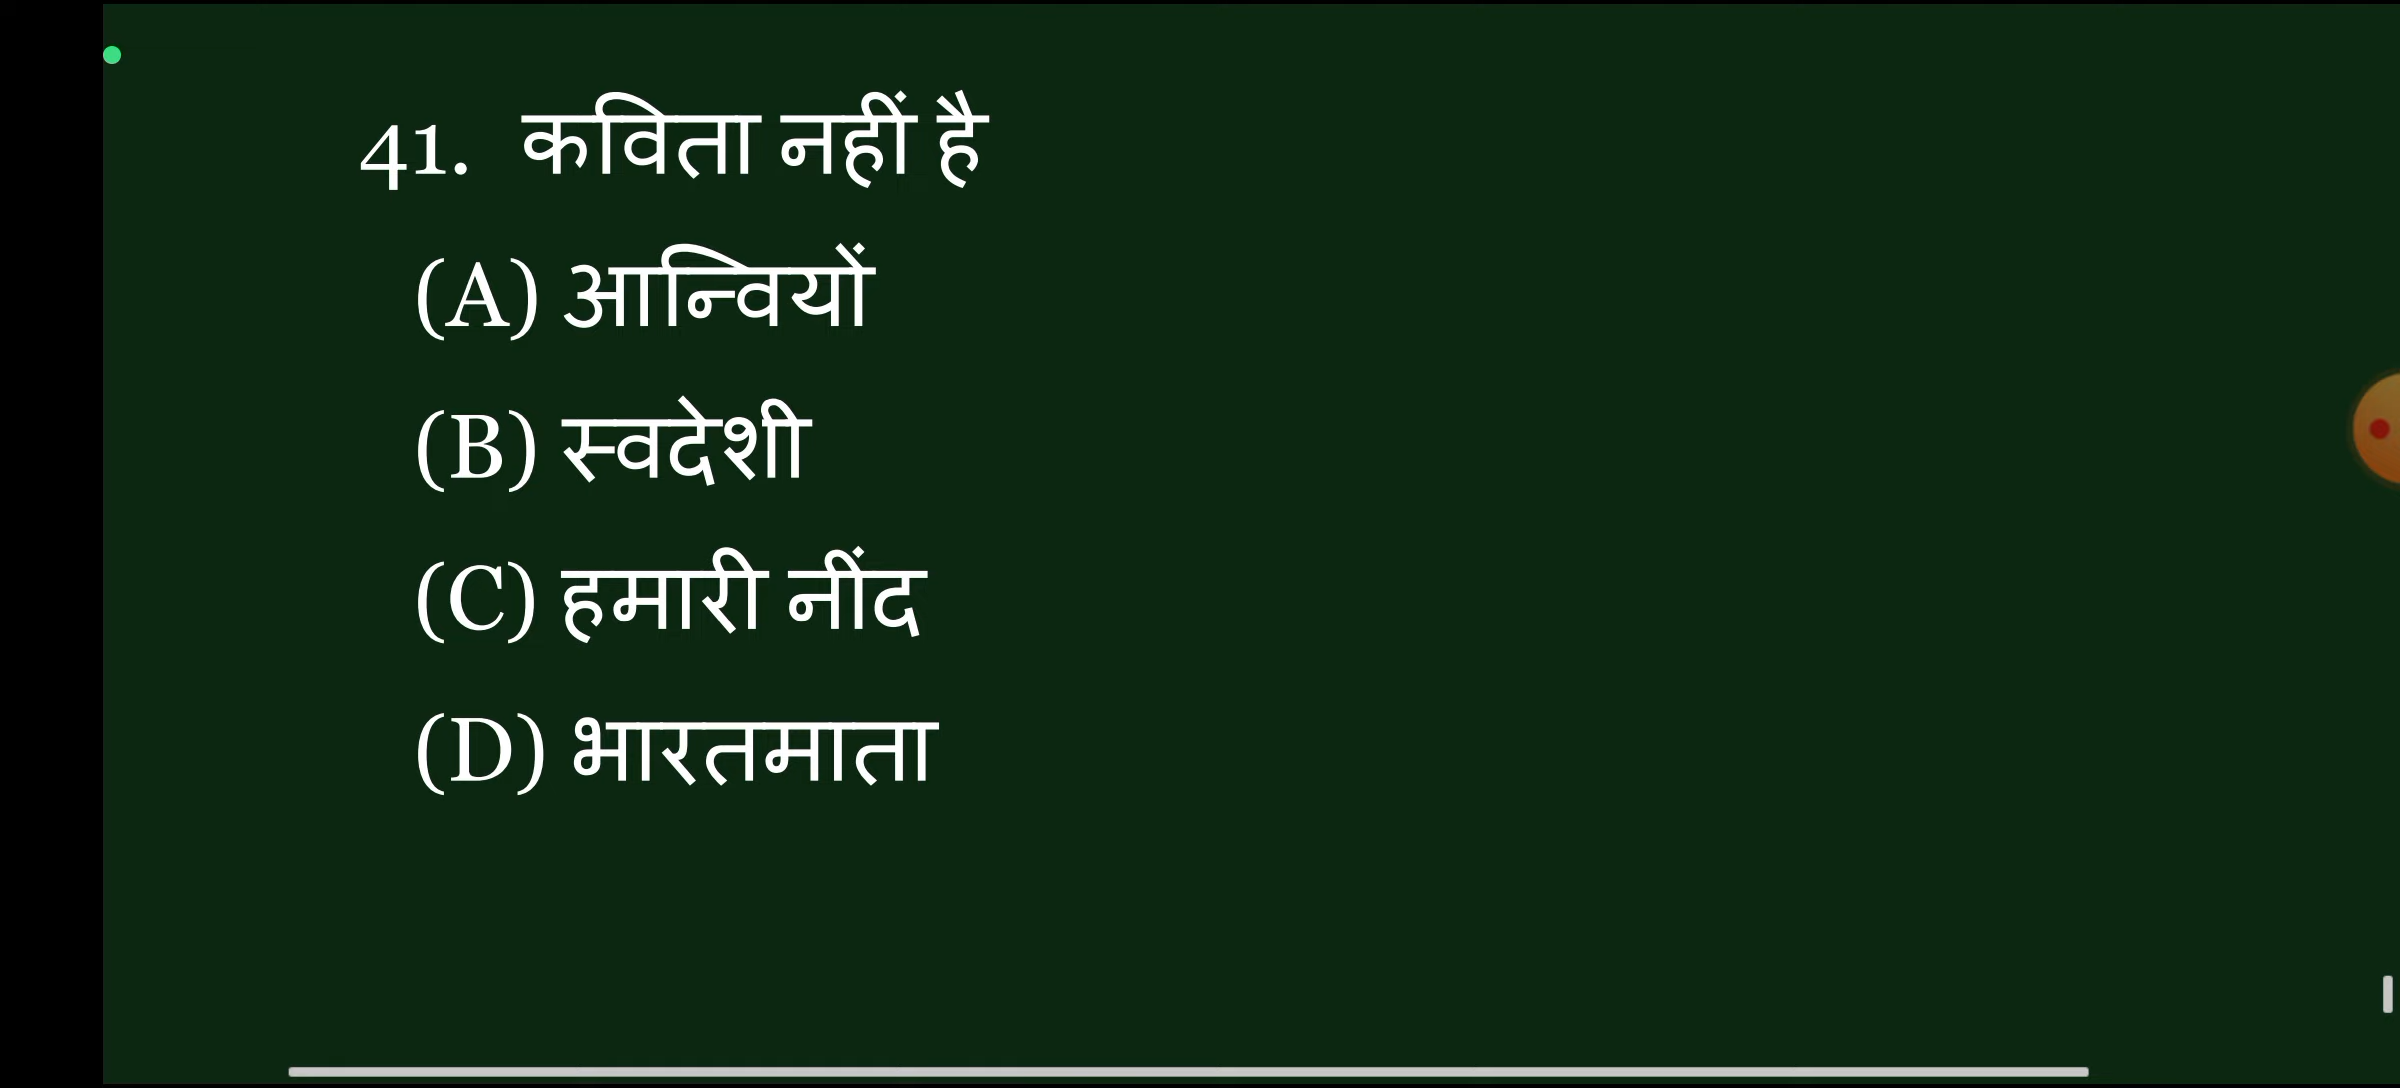 41. कविता नहीं है
(A) आन्वियों
(B) स्वदेशी
(C) हमारी नींद
(D) भारतमाता